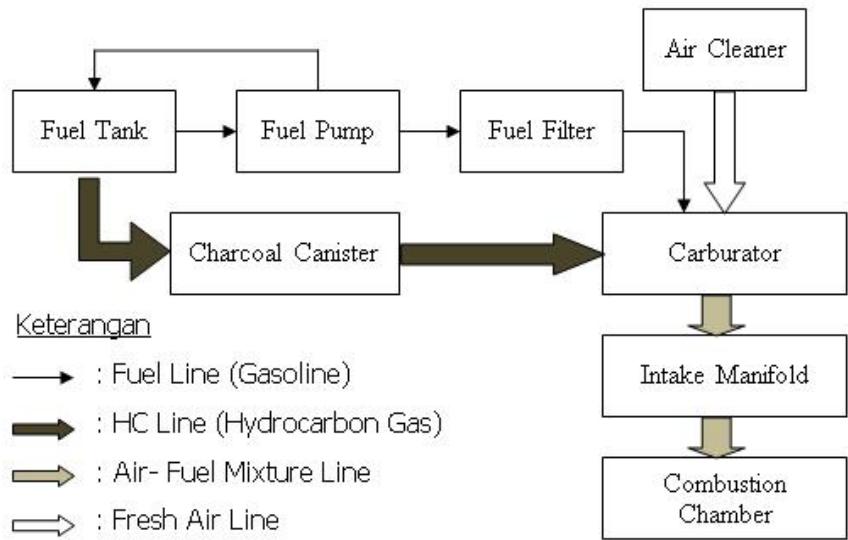 Air Cleaner
Fuel Tank
Fuel Pump
Fuel Filter
Charcoal Canister
Carburator
Keterangan
: Fuel Line (Gasoline)
: HC Line (Hydrocarbon Gas)
: Air- Fuel Mixture Line
: Fresh Air Line
Intake Manifold
Combustion
Chamber